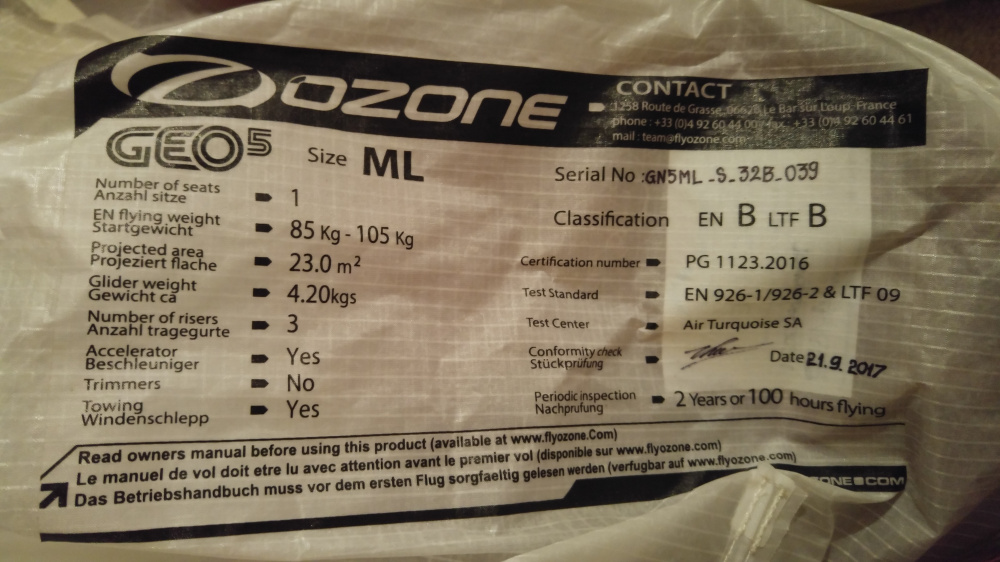 OZONE
CONTACT
1258 Route de Grasse 06620 Le Bar sur Loup. France
phone : +33 (0)4 92 60 44 00 fax: +33 (0)4 92 60 44 61
mail : team@flyozone.com
GEO5
Size ML
Serial No :GN5ML-S-32B-039
Number of seats
Anzahl sitze
1
Classification EN B LTF B
EN flying weight
Startgewicht
85 Kg - 105 Kg
Certification number PG 1123.2016
Projected area
Projeziert flache
23.0 m²
Test Standard EN 926-1/926-2 & LTF 09
Glider weight
Gewicht ca
4.20kgs
Test Center Air Turquoise SA
Number of risers
Anzahl tragegurte
3
Conformity check
Stückprüfung
Date 21.9.2017
Accelerator
Beschleuniger
Yes
Trimmers No
Periodic inspection
Nachprufung
2 Years or 100 hours flying
Towing
Windenschlepp
Yes
Read owners manual before using this product (available at www.flyozone.Com)
Le manuel de vol doit etre lu avec attention avant le premier vol (disponible sur www.flyozone.com)
Das Betriebshandbuch muss vor dem ersten Flug sorgfaeltig gelesen werden (verfugbar auf www.flyozone.com)